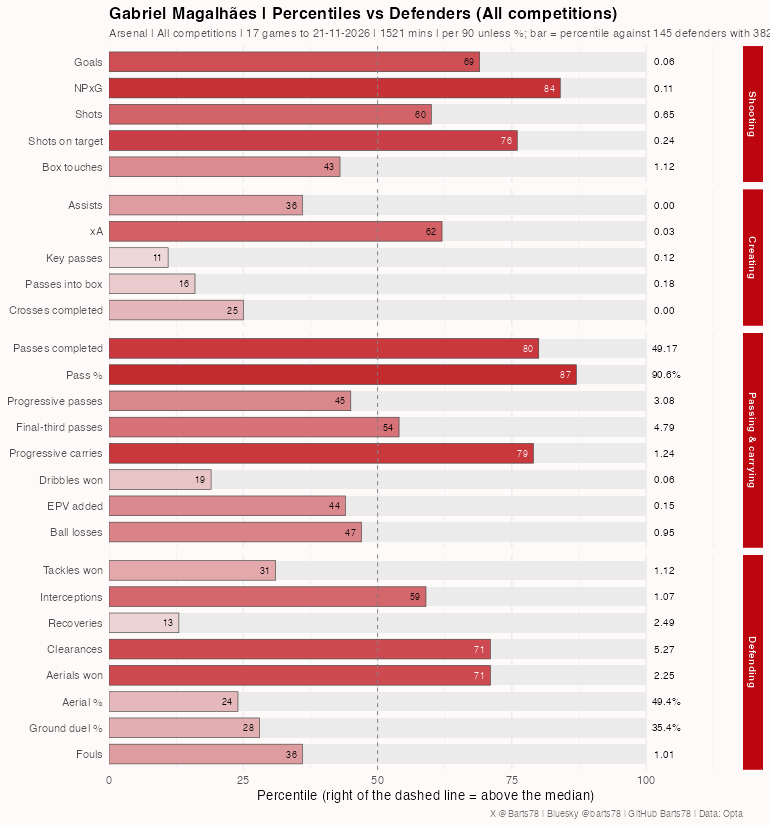 Gabriel Magalhães | Percentiles vs Defenders (All competitions)
Arsenal | All competitions | 17 games to 21-11-2026 | 1521 mins | per 90 unless %; bar = percentile against 145 defenders with 382
Goals 69 0.06
NPxG 84 0.11
Shots 60 0.65
Shots on target 76 0.24
Box touches 43 1.12
Shooting
Assists 36 0.00
xA 62 0.03
Key passes 11 0.12
Passes into box 16 0.18
Crosses completed 25 0.00
Creating
Passes completed 80 49.17
Pass % 87 90.6%
Progressive passes 45 3.08
Final-third passes 54 4.79
Progressive carries 79 1.24
Dribbles won 19 0.06
EPV added 44 0.15
Ball losses 47 0.95
Passing & carrying
Tackles won 31 1.12
Interceptions 59 1.07
Recoveries 13 2.49
Clearances 71 5.27
Aerials won 71 2.25
Aerial % 24 49.4%
Ground duel % 28 35.4%
Fouls 36 1.01
Defending
0 25 50 75 100
Percentile (right of the dashed line = above the median)
X @Barts78 | Bluesky @barts78 | GitHub Barts78 | Data: Opta